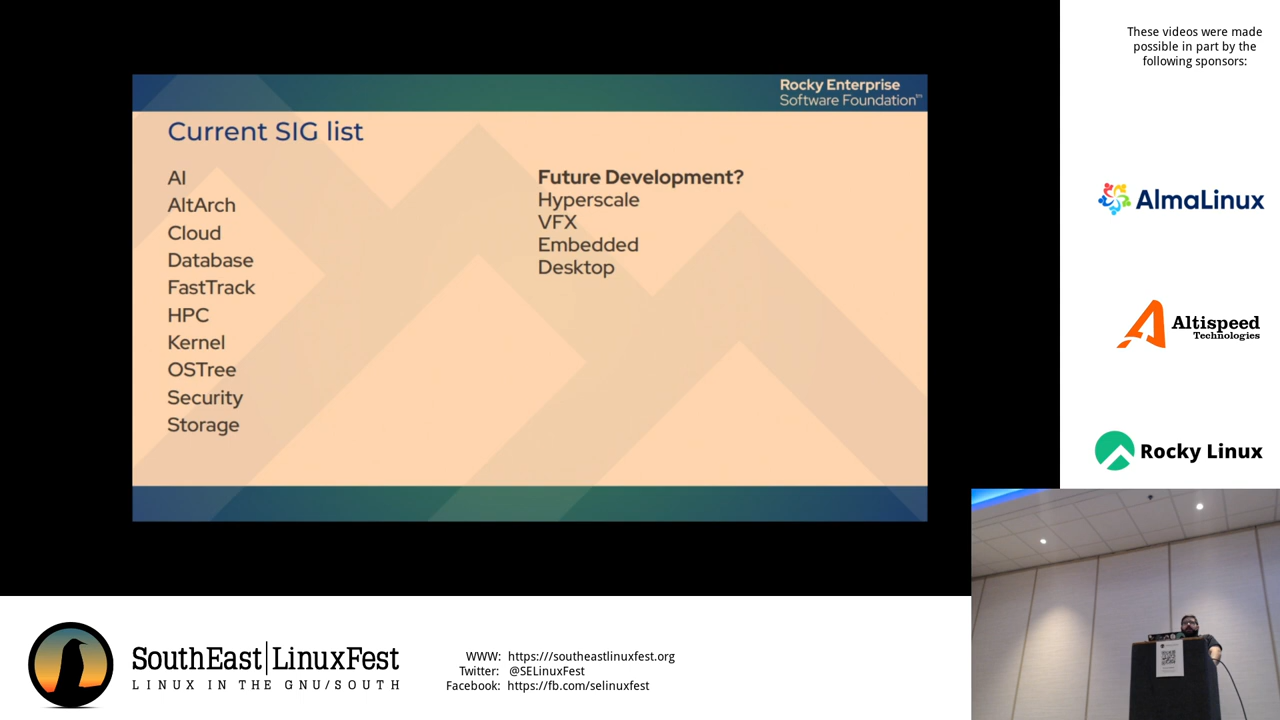 These videos were made
possible in part by the
following sponsors:
Rocky Enterprise
Software Foundation™
Current SIG list
AI
AltArch
Cloud
Database
FastTrack
HPC
Kernel
OSTree
Security
Storage
Future Development?
Hyperscale
VFX
Embedded
Desktop
AlmaLinux
Altispeed
Technologies
Rocky Linux
SouthEast|LinuxFest
LINUX IN THE GNU/SOUTH
WWW: https:///southeastlinuxfest.org
Twitter: @SELinuxFest
Facebook: https://fb.com/selinuxfest